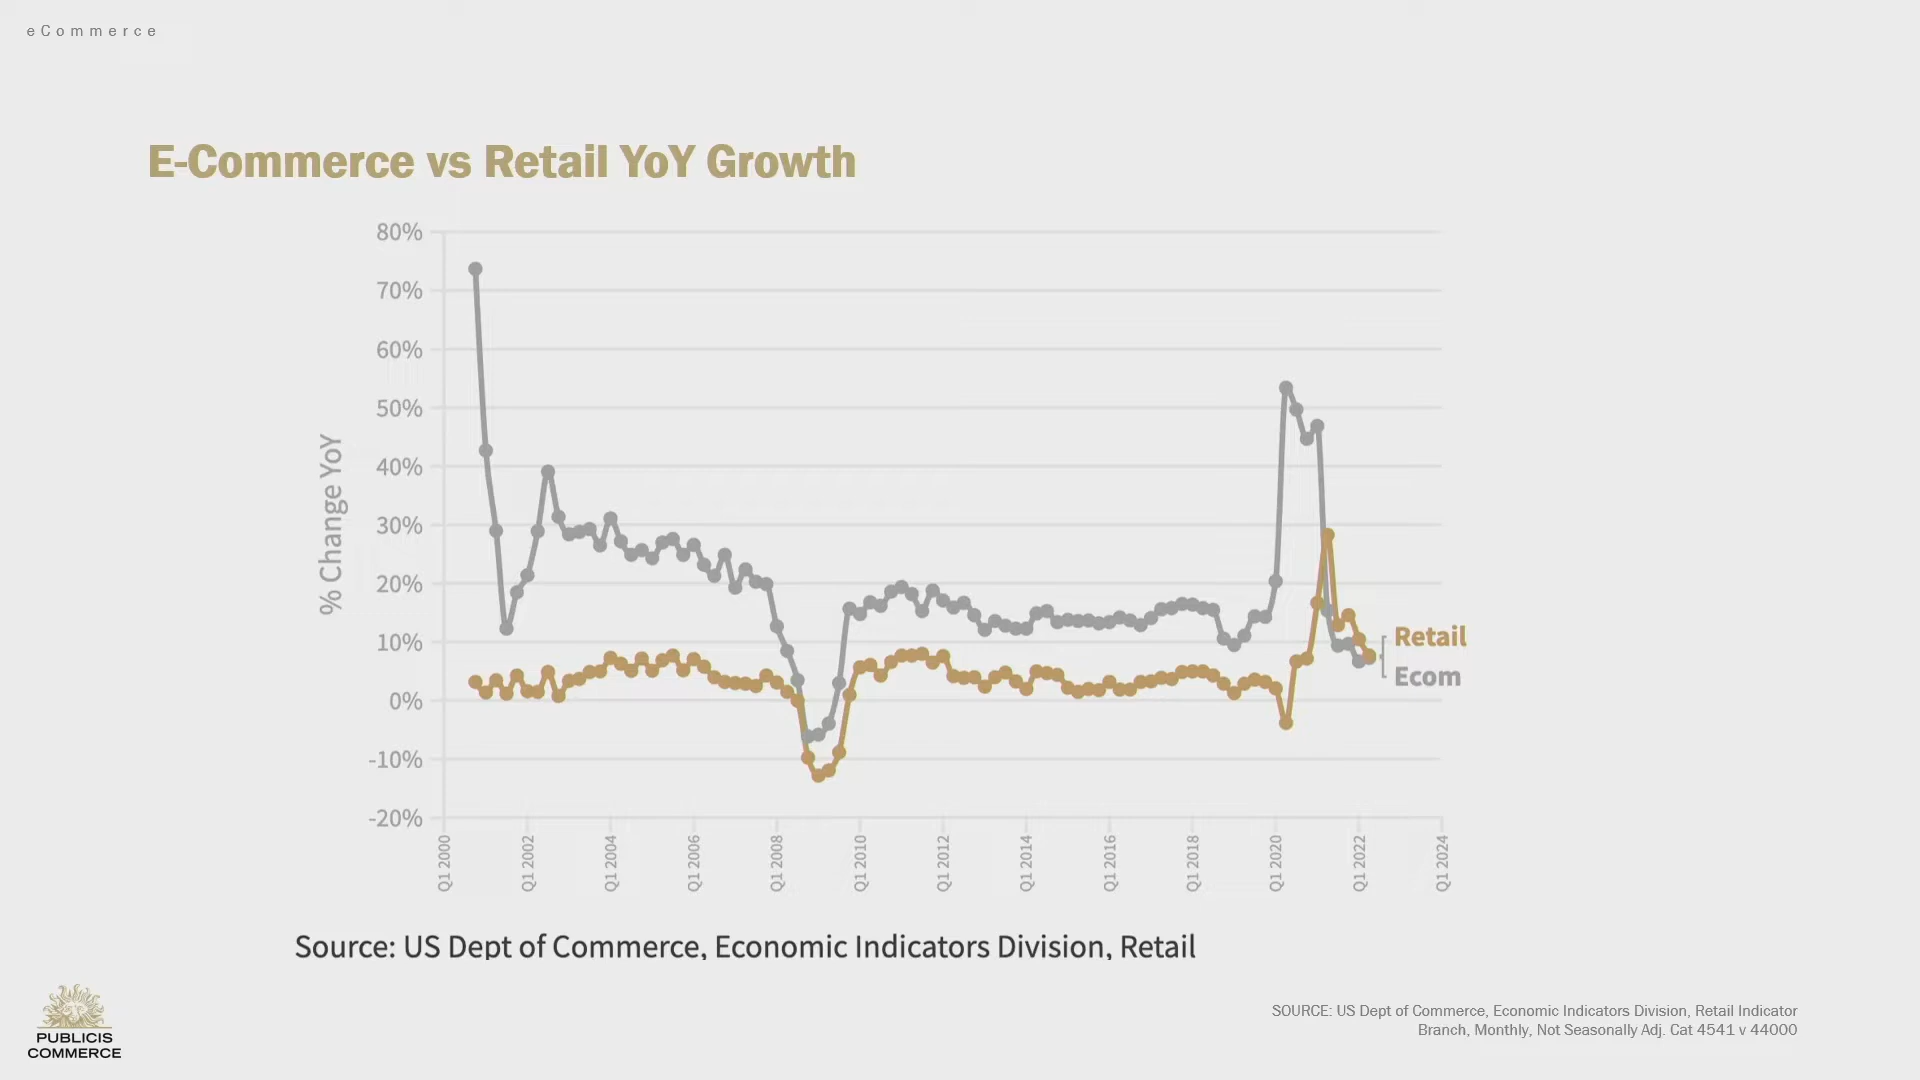 eCommerce
E-Commerce vs Retail YoY Growth
80%
70%
60%
50%
40%
30%
20%
10%
0%
-10%
-20%
% Change YoY
Retail
Ecom
Q1 2000
Q1 2002
Q1 2004
Q1 2006
Q1 2008
Q1 2010
Q1 2012
Q1 2014
Q1 2016
Q1 2018
Q1 2020
Q1 2022
Q1 2024
Source: US Dept of Commerce, Economic Indicators Division, Retail
PUBLICIS
COMMERCE
SOURCE: US Dept of Commerce, Economic Indicators Division, Retail Indicator
Branch, Monthly, Not Seasonally Adj. Cat 4541 v 44000